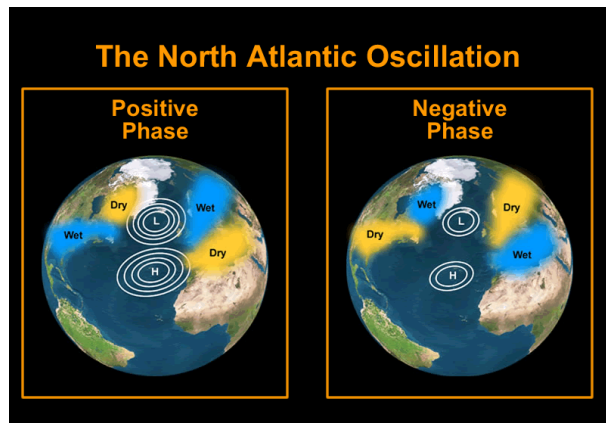 The North Atlantic Oscillation
Positive
Phase
Dry
Wet
L
Wet
Dry
H
Negative
Phase
Wet
Dry
L
Dry
Wet
H